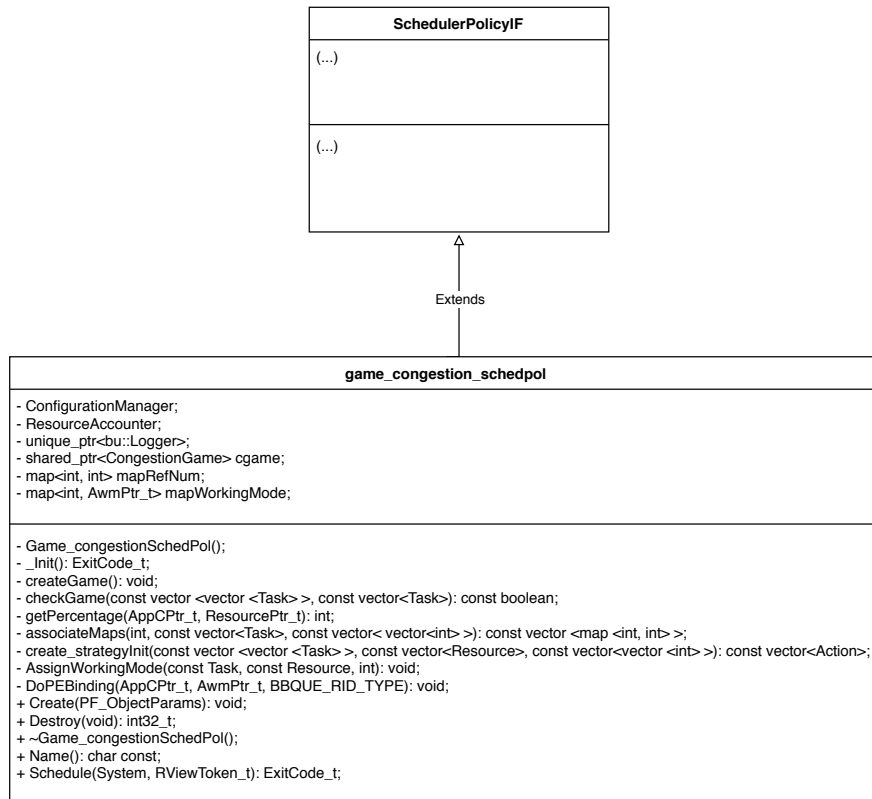 SchedulerPolicyIF
(...)
(...)
Extends
game_congestion_schedpol
- ConfigurationManager;
- ResourceAccounter;
- unique_ptr<bu::Logger>;
- shared_ptr<CongestionGame> cgame;
- map<int, int> mapRefNum;
- map<int, AwmPtr_t> mapWorkingMode;
- Game_congestionSchedPol();
- _Init(): ExitCode_t;
- createGame(): void;
- checkGame(const vector <vector <Task> >, const vector<Task>): const boolean;
- getPercentage(AppCPtr_t, ResourcePtr_t): int;
- associateMaps(int, const vector<Task>, const vector< vector<int> >): const vector <map <int, int> >;
- create_strategyInit(const vector <vector <Task> >, const vector<Resource>, const vector<vector <int> >): const vector<Action>;
- AssignWorkingMode(const Task, const Resource, int): void;
- DoPEBinding(AppCPtr_t, AwmPtr_t, BBQUE_RID_TYPE): void;
+ Create(PF_ObjectParams): void;
+ Destroy(void): int32_t;
+ ~Game_congestionSchedPol();
+ Name(): char const;
+ Schedule(System, RViewToken_t): ExitCode_t;